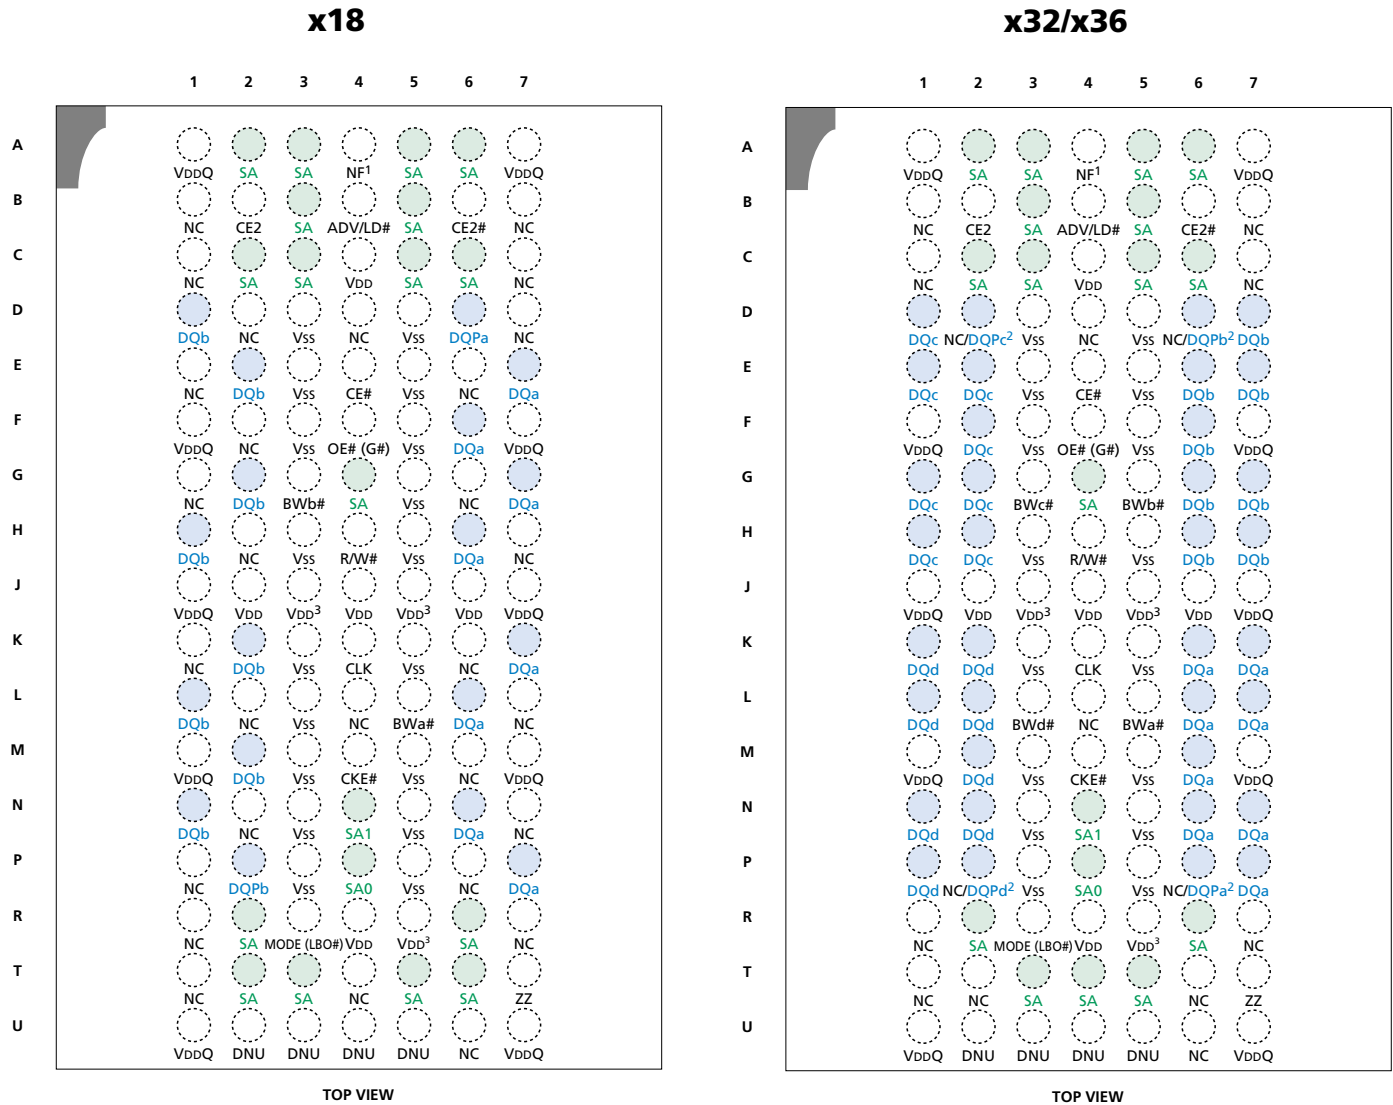 x18
1 2 3 4 5 6 7
A
VDDQ SA SA NF1 SA SA VDDQ
B
NC CE2 SA ADV/LD# SA CE2# NC
C
NC SA SA VDD SA SA NC
D
DQb NC Vss NC Vss DQPa NC
E
NC DQb Vss CE# Vss NC DQa
F
VDDQ NC Vss OE# (G#) Vss DQa VDDQ
G
NC DQb BWb# SA Vss NC DQa
H
DQb NC Vss R/W# Vss DQa NC
J
VDDQ VDD VDD3 VDD VDD3 VDD VDDQ
K
NC DQb Vss CLK Vss NC DQa
L
DQb NC Vss NC BWa# DQa NC
M
VDDQ DQb Vss CKE# Vss NC VDDQ
N
DQb NC Vss SA1 Vss DQa NC
P
NC DQPb Vss SA0 Vss NC DQa
R
NC SA MODE (LBO#) VDD VDD3 SA NC
T
NC SA SA NC SA SA ZZ
U
VDDQ DNU DNU DNU DNU NC VDDQ
TOP VIEW
x32/x36
1 2 3 4 5 6 7
A
VDDQ SA SA NF1 SA SA VDDQ
B
NC CE2 SA ADV/LD# SA CE2# NC
C
NC SA SA VDD SA SA NC
D
DQc NC/DQPc2 Vss NC Vss NC/DQPb2 DQb
E
DQc DQc Vss CE# Vss DQb DQb
F
VDDQ DQc Vss OE# (G#) Vss DQb VDDQ
G
DQc DQc BWc# SA BWb# DQb DQb
H
DQc DQc Vss R/W# Vss DQb DQb
J
VDDQ VDD VDD3 VDD VDD3 VDD VDDQ
K
DQd DQd Vss CLK Vss DQa DQa
L
DQd DQd BWd# NC BWa# DQa DQa
M
VDDQ DQd Vss CKE# Vss DQa VDDQ
N
DQd DQd Vss SA1 Vss DQa DQa
P
DQd NC/DQPd2 Vss SA0 Vss NC/DQPa2 DQa
R
NC SA MODE (LBO#) VDD VDD3 SA NC
T
NC NC SA SA SA NC ZZ
U
VDDQ DNU DNU DNU DNU NC VDDQ
TOP VIEW